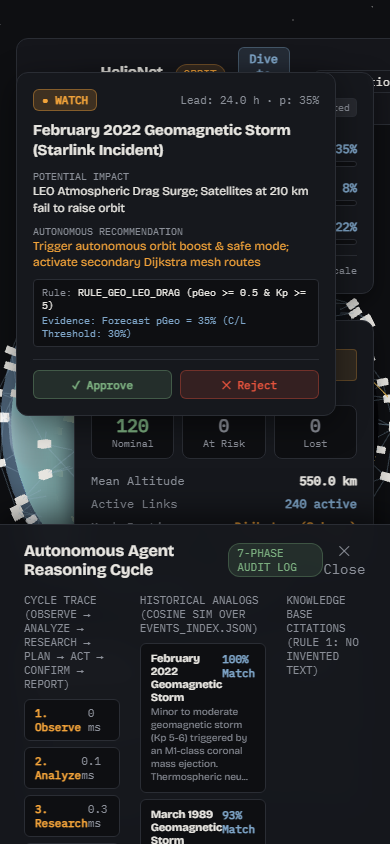 HelioNet
ORBIT
Dive
WATCH
Lead: 24.0 h · p: 35%
February 2022 Geomagnetic Storm
(Starlink Incident)
35%
POTENTIAL IMPACT
LEO Atmospheric Drag Surge; Satellites at 210 km
fail to raise orbit
8%
AUTONOMOUS RECOMMENDATION
Trigger autonomous orbit boost & safe mode;
activate secondary Dijkstra mesh routes
22%
Rule: RULE_GEO_LEO_DRAG (pGeo >= 0.5 & Kp >=
5)
Evidence: Forecast pGeo = 35% (C/L
Threshold: 30%)
✓ Approve
✕ Reject
120
0
0
Nominal
At Risk
Lost
Mean Altitude
550.0 km
Active Links
240 active
Autonomous Agent
Reasoning Cycle
7-PHASE
AUDIT LOG
✕
Close
CYCLE TRACE
(OBSERVE →
ANALYZE →
RESEARCH →
PLAN → ACT →
CONFIRM →
REPORT)
1.
Observe
0
ms
2.
Analyze
0.1
ms
3.
Research
0.3
ms
HISTORICAL ANALOGS
(COSINE SIM OVER
EVENTS_INDEX.JSON)
February
2022
Geomagnetic
Storm
100%
Match
Minor to moderate
geomagnetic storm
(Kp 5-6) triggered by
an M1-class coronal
mass ejection.
Thermospheric neu...
March 1989
Geomagnetic
Storm
93%
Match
KNOWLEDGE
BASE
CITATIONS
(RULE 1: NO
INVENTED
TEXT)